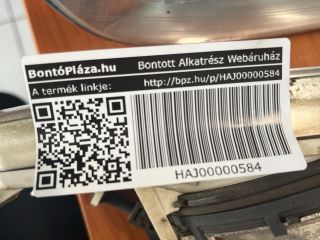 BontóPláza.hu Bontott Alkatrész Webáruház
A termék linkje: http://bpz.hu/p/HAJ00000584
HAJ00000584